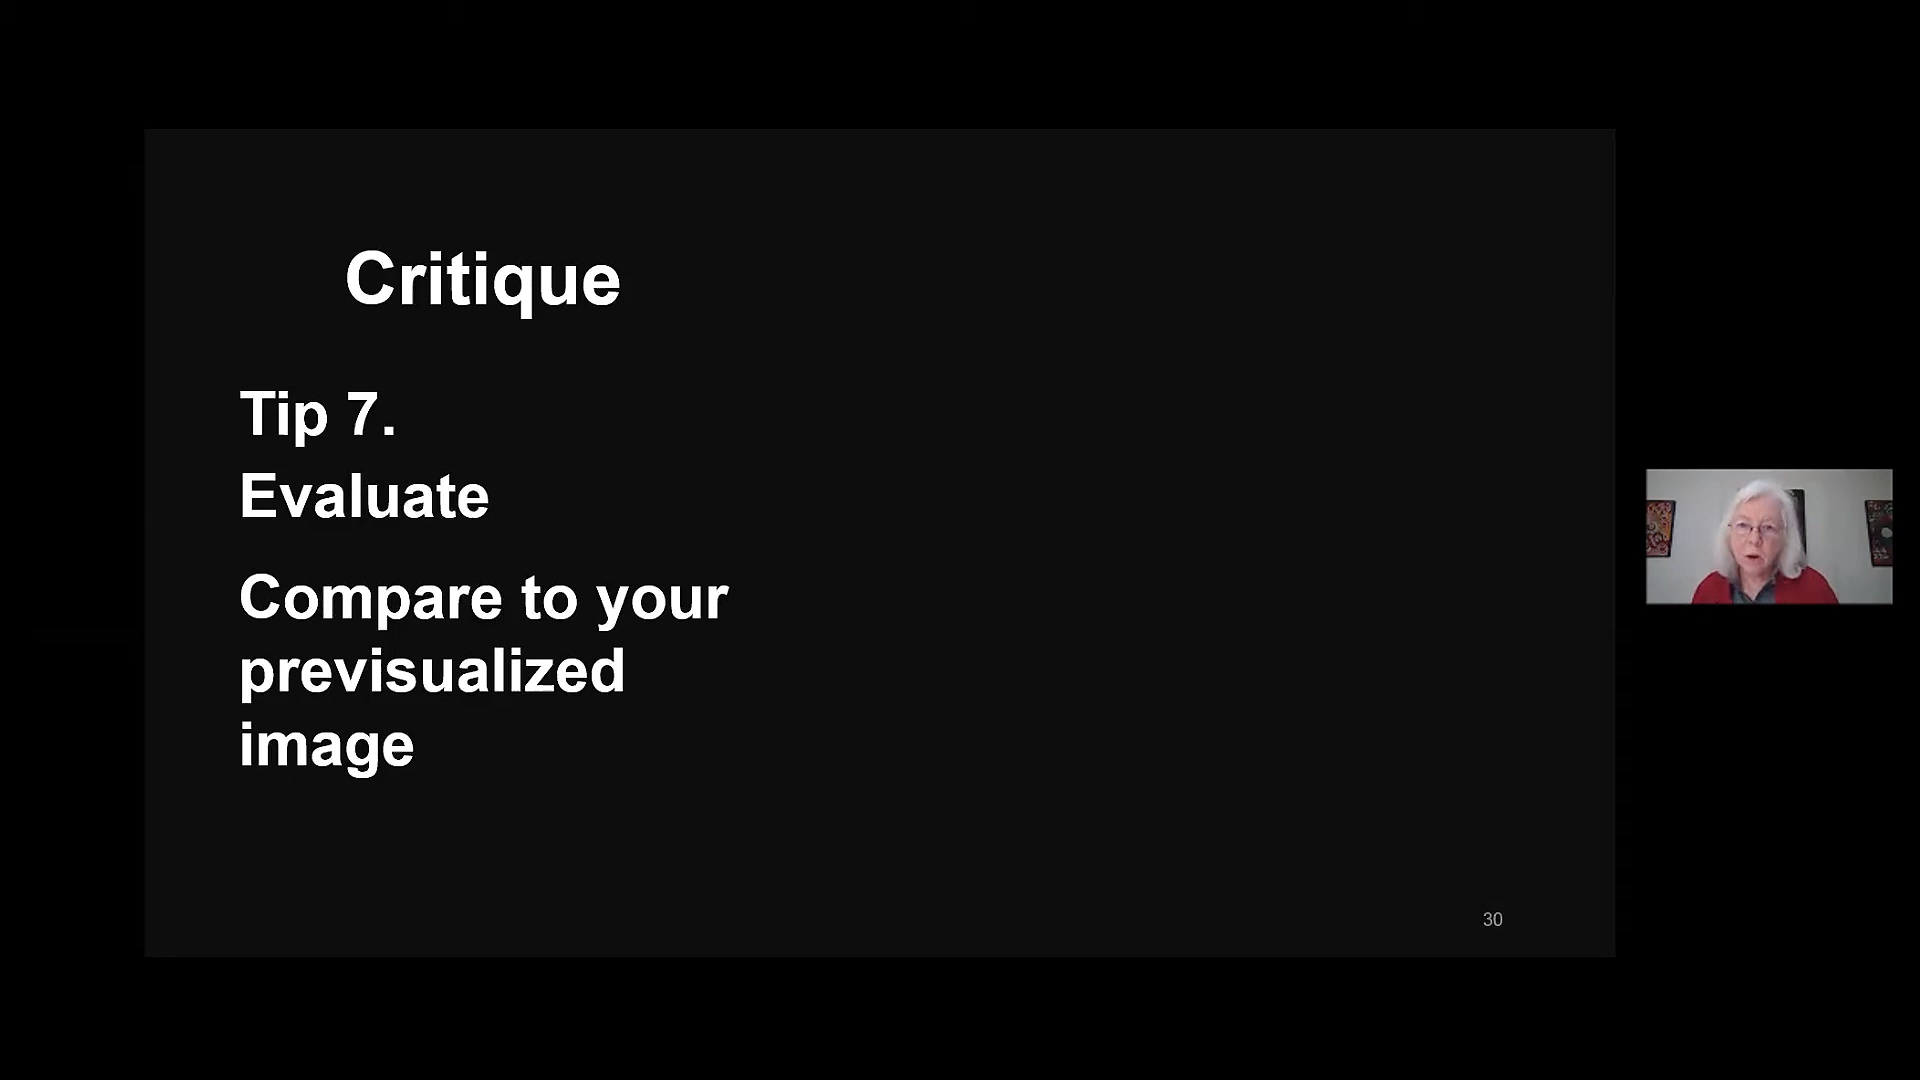 Critique
Tip 7.
Evaluate
Compare to your
previsualized
image
30